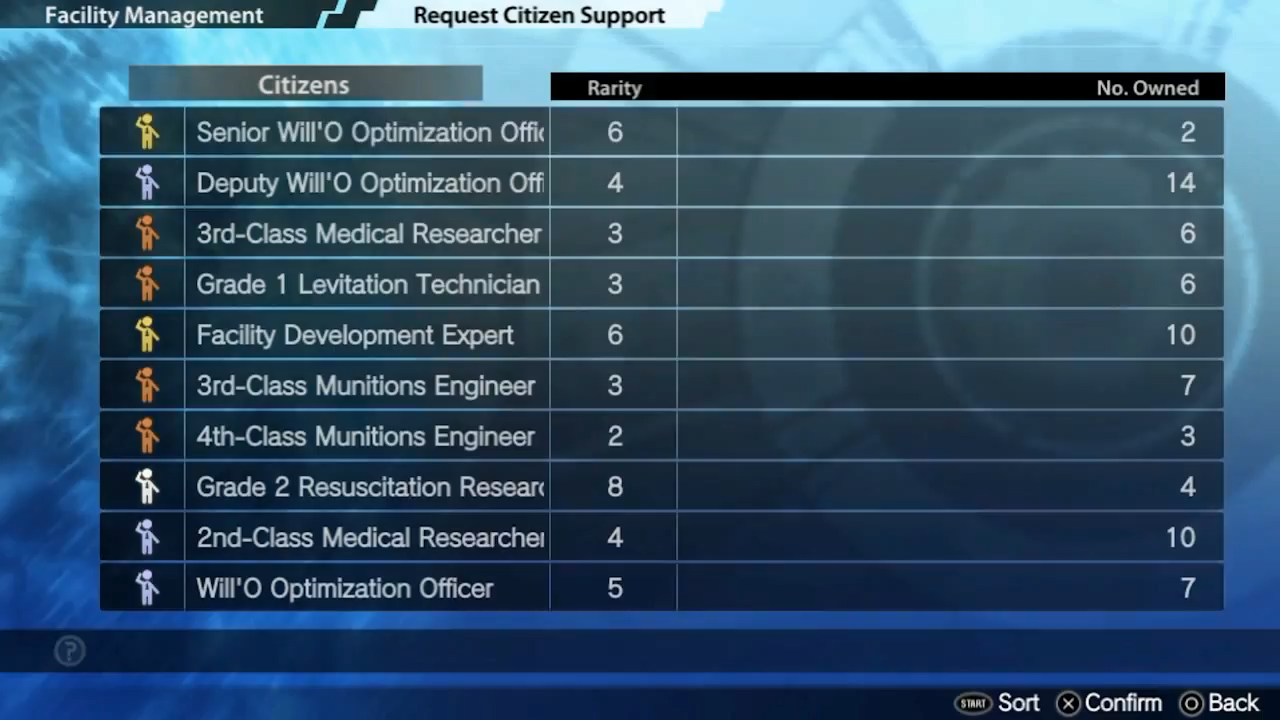 Facility Management Request Citizen Support
Citizens Rarity No. Owned
Senior Will'O Optimization 6 2
Deputy Will'O Optimization 4 14
3rd-Class Medical Researcher 3 6
Grade 1 Levitation Technician 3 6
Facility Development Expert 6 10
3rd-Class Munitions Engineer 3 7
4th-Class Munitions Engineer 2 3
Grade 2 Resuscitation 8 4
2nd-Class Medical Researcher 4 10
Will'O Optimization Officer 5 7
?
START Sort Confirm Back